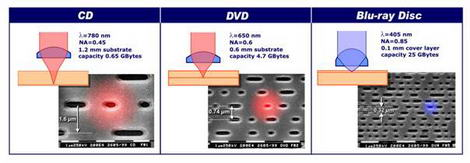 CD
λ=780 nm
NA=0.45
1.2 mm substrate
capacity 0.65 GBytes
1.6 µm
DVD
λ=650 nm
NA=0.6
0.6 mm substrate
capacity 4.7 GBytes
0.74 µm
Blu-ray Disc
λ=405 nm
NA=0.85
0.1 mm cover layer
capacity 25 GBytes
0.32 µm